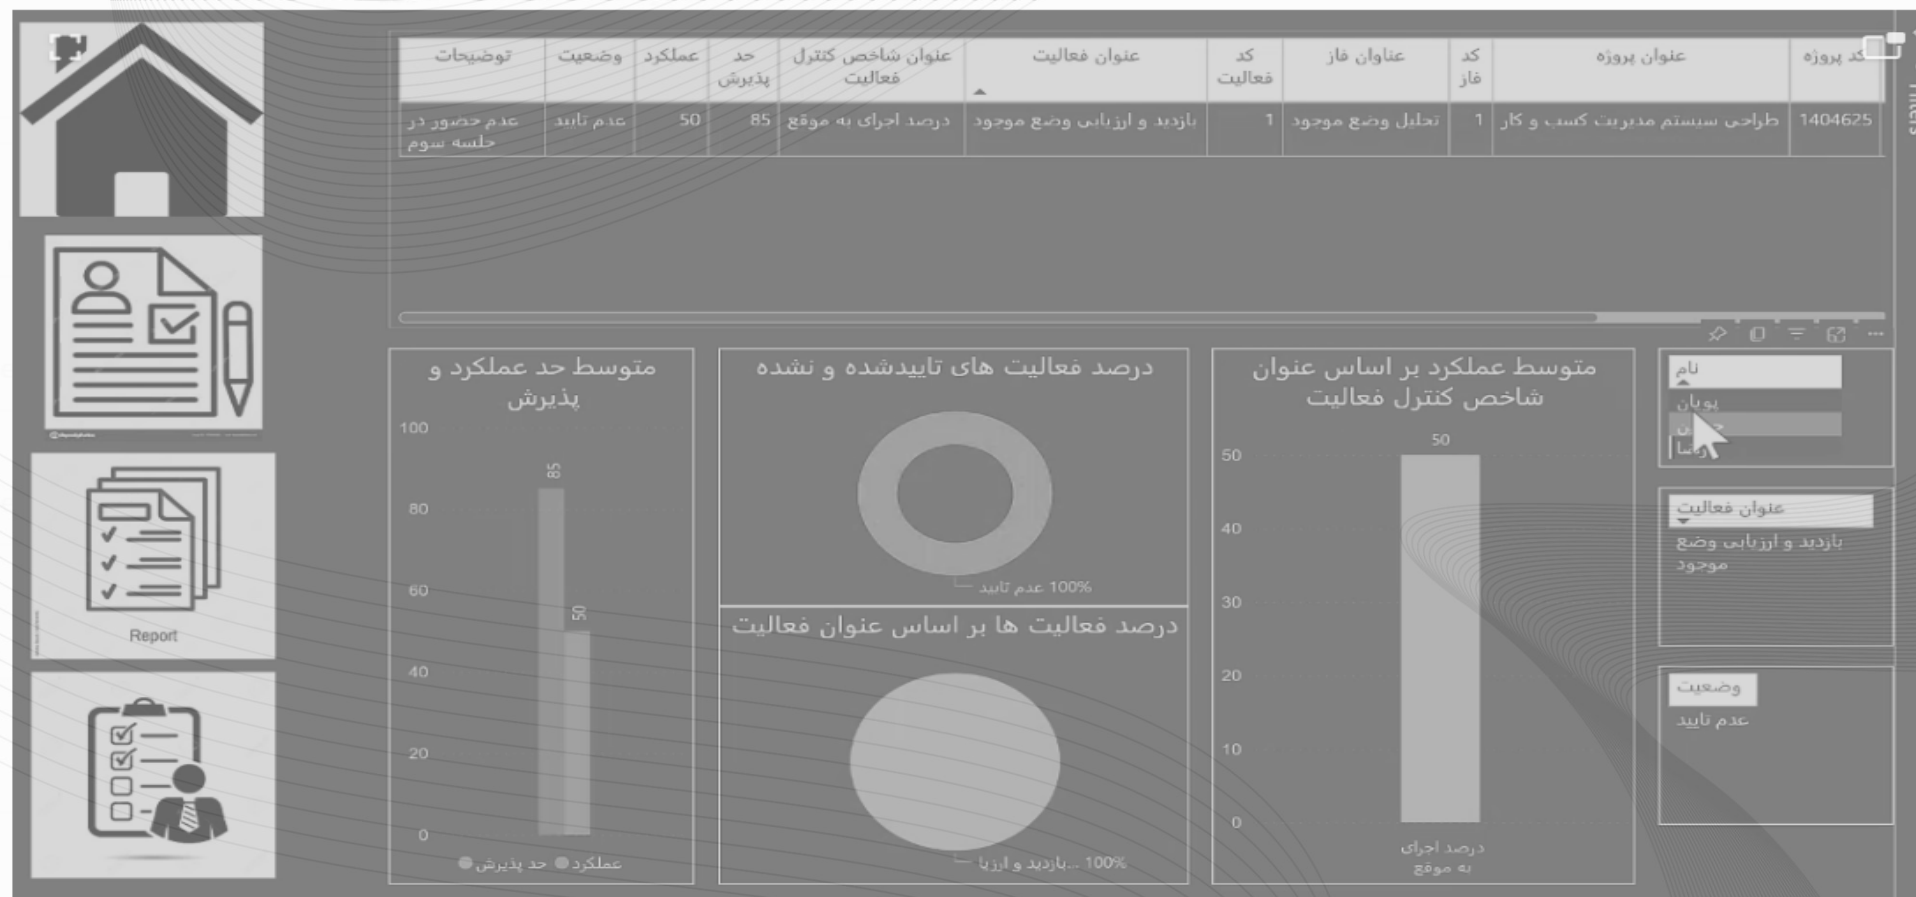 کد پروژه
عنوان پروژه
کد فاز
عناوان فاز
کد فعالیت
عنوان فعالیت
عنوان شاخص کنترل فعالیت
حد پذیرش
عملکرد
وضعیت
توضیحات
1404625
طراحی سیستم مدیریت کسب و کار
1
تحلیل وضع موجود
1
بازدید و ارزیابی وضع موجود
درصد اجرای به موقع
85
50
عدم تایید
عدم حضور در
جلسه سوم
Filters
نام
پویان
رضا
عنوان فعالیت
بازدید و ارزیابی وضع
موجود
وضعیت
عدم تایید
متوسط عملکرد بر اساس عنوان
شاخص کنترل فعالیت
50
50
40
30
20
10
0
درصد اجرای
به موقع
درصد فعالیت های تاییدشده و نشده
100% عدم تایید
درصد فعالیت ها بر اساس عنوان فعالیت
100% ...بازدید و ارزیا
متوسط حد عملکرد و
پذیرش
100
80
60
40
20
0
85
50
حد پذیرش
عملکرد
Report